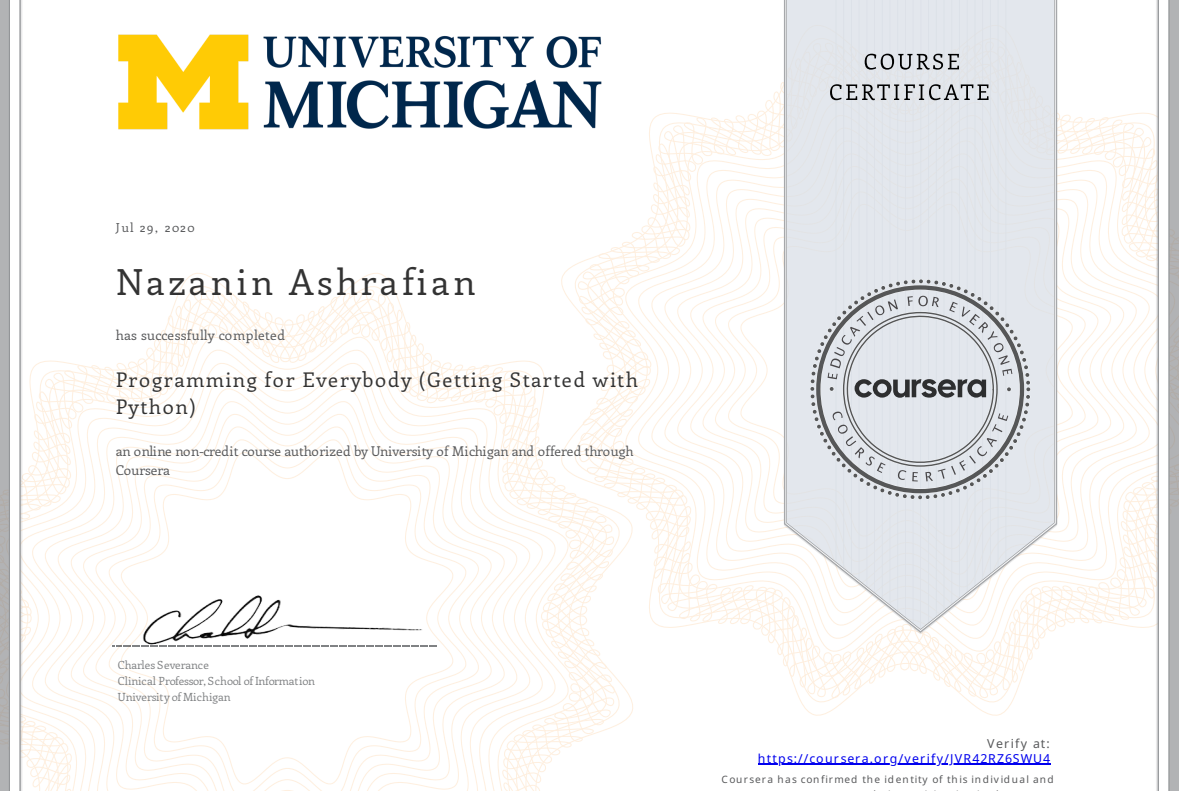 UNIVERSITY OF
MICHIGAN
COURSE
CERTIFICATE
Jul 29, 2020
Nazanin Ashrafian
has successfully completed
Programming for Everybody (Getting Started with
Python)
an online non-credit course authorized by University of Michigan and offered through
Coursera
EDUCATION FOR EVERYONE
coursera
COURSE CERTIFICATE
Charles Severance
Clinical Professor, School of Information
University of Michigan
Verify at:
https://coursera.org/verify/JVR42RZ6SWU4
Coursera has confirmed the identity of this individual and